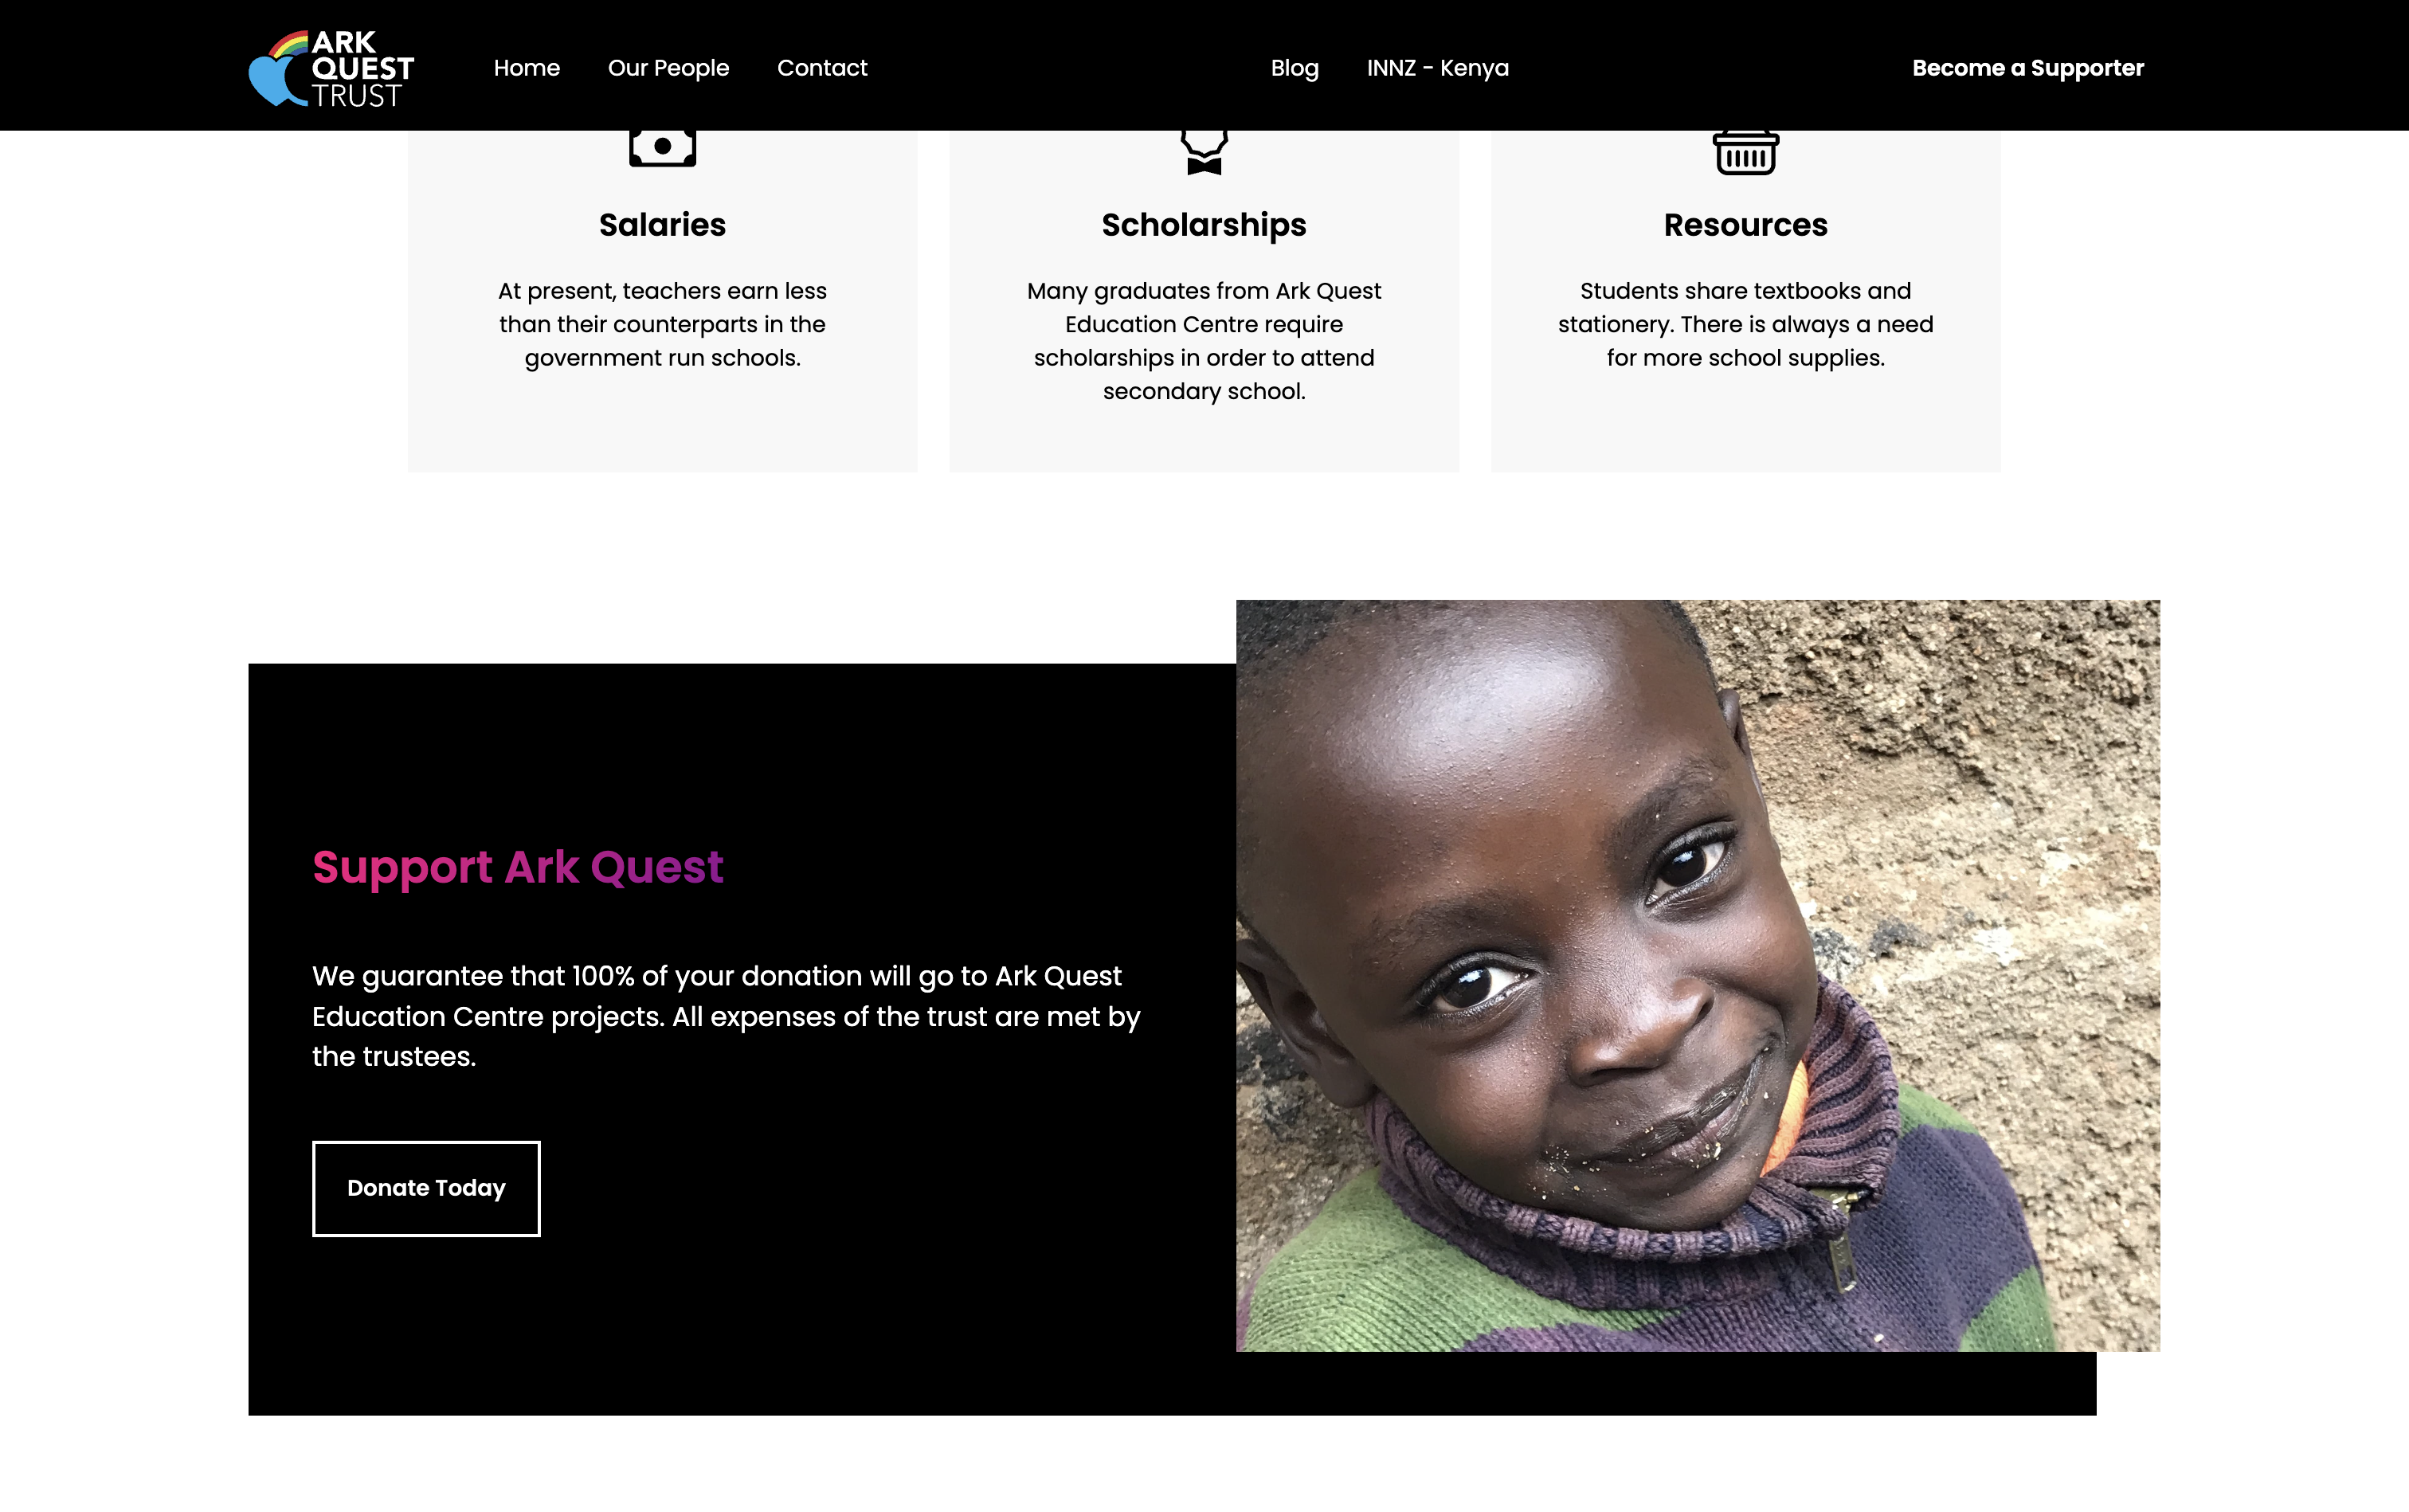 ARK
QUEST
TRUST
Home Our People Contact Blog INNZ - Kenya Become a Supporter
Salaries
At present, teachers earn less
than their counterparts in the
government run schools.
Scholarships
Many graduates from Ark Quest
Education Centre require
scholarships in order to attend
secondary school.
Resources
Students share textbooks and
stationery. There is always a need
for more school supplies.
Support Ark Quest
We guarantee that 100% of your donation will go to Ark Quest
Education Centre projects. All expenses of the trust are met by
the trustees.
Donate Today